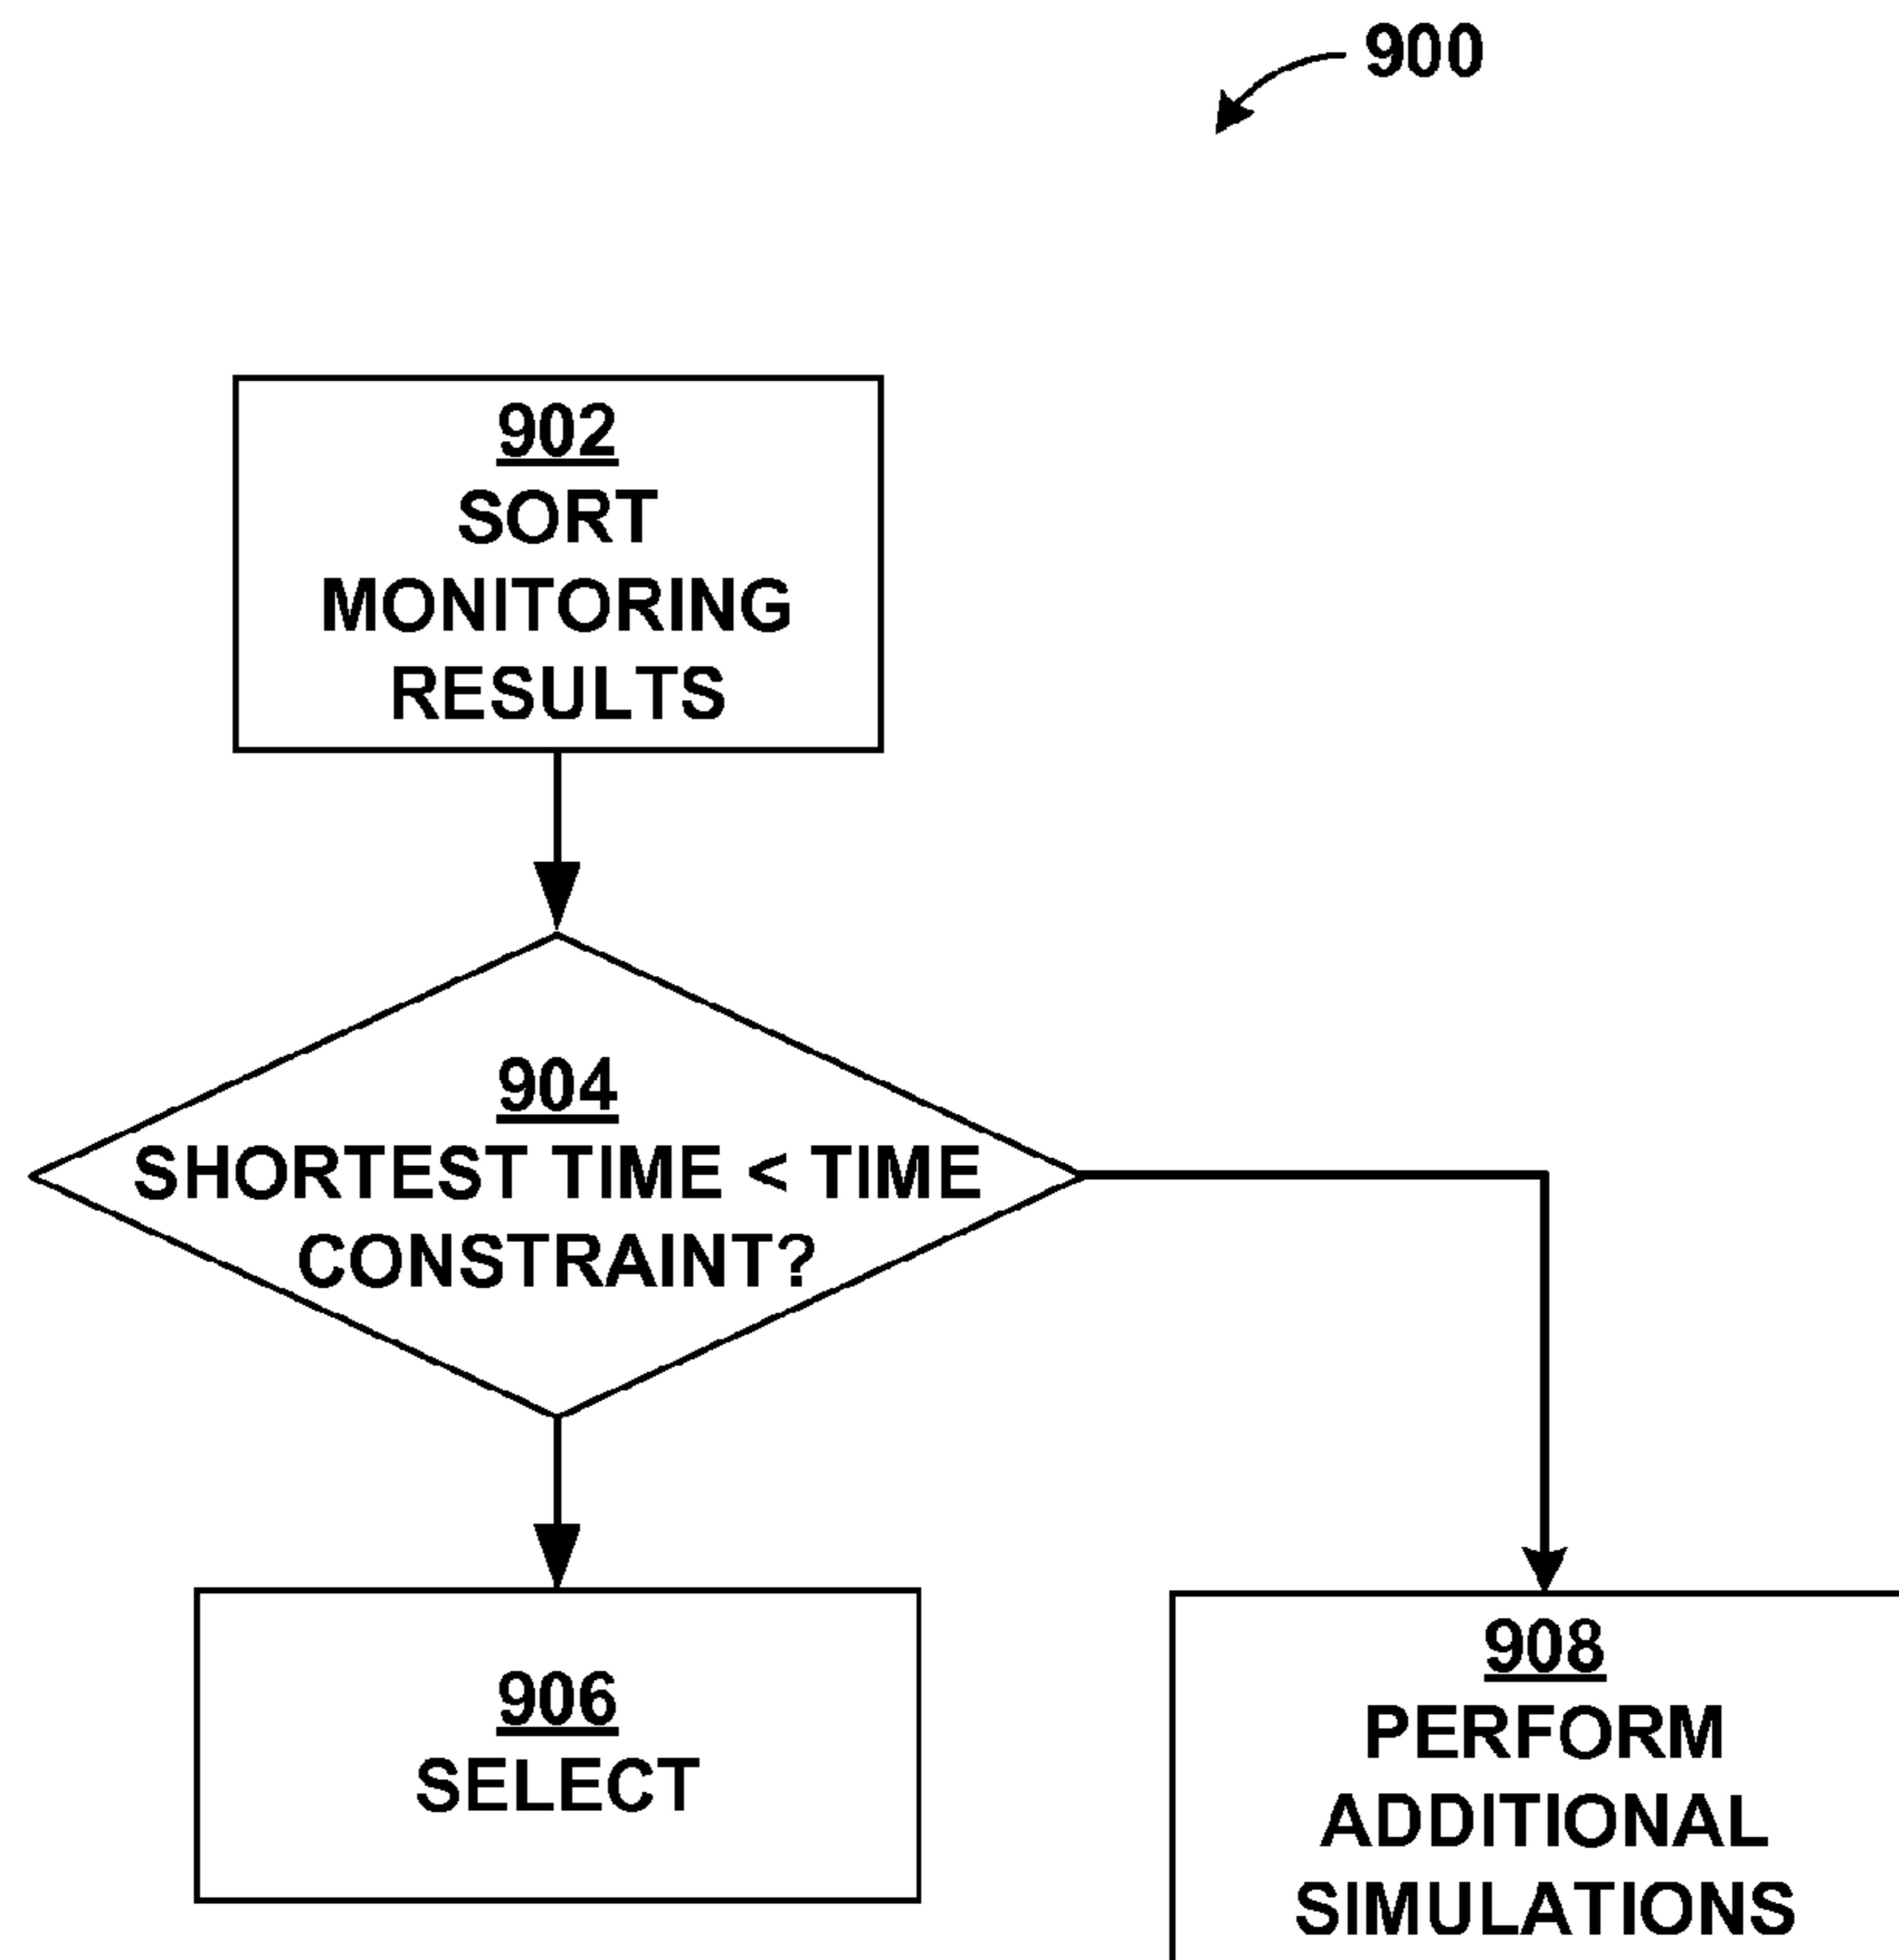 900
902
SORT
MONITORING
RESULTS
904
SHORTEST TIME < TIME
CONSTRAINT?
906
SELECT
908
PERFORM
ADDITIONAL
SIMULATIONS